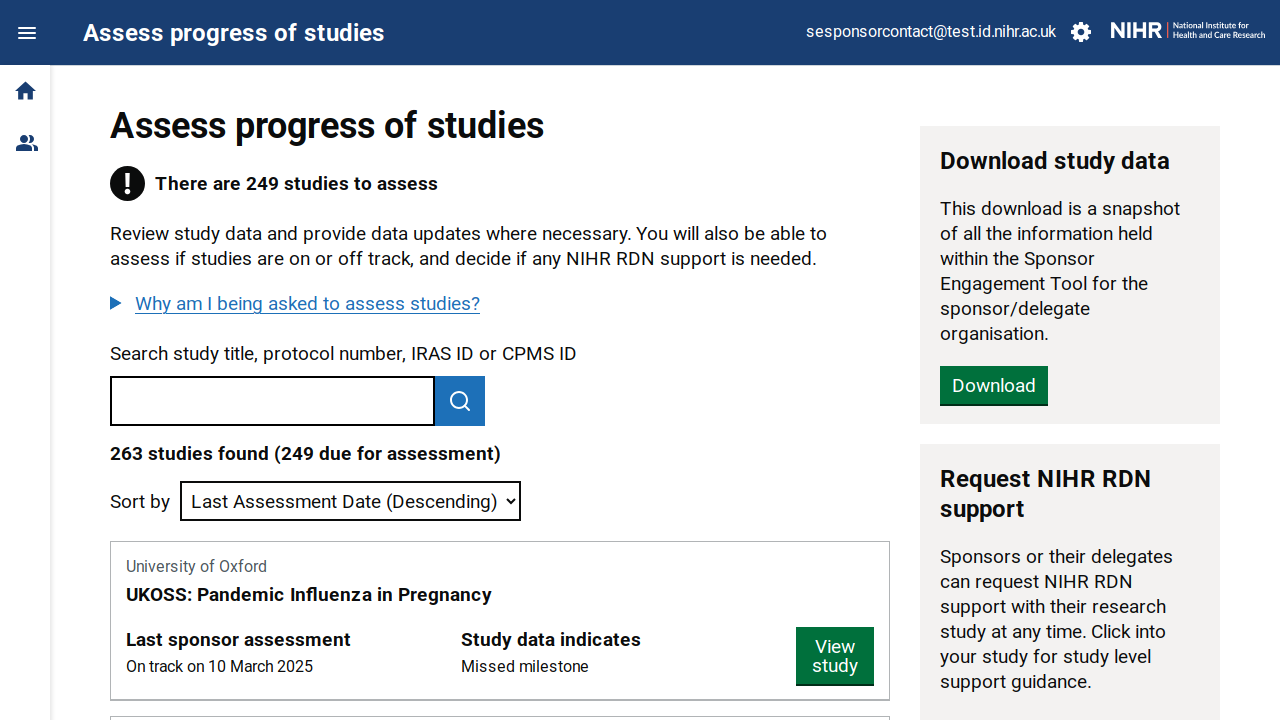 Assess progress of studies
sesponsorcontact@test.id.nihr.ac.uk
NIHR | National Institute for
Health and Care Research
Assess progress of studies
There are 249 studies to assess
Review study data and provide data updates where necessary. You will also be able to
assess if studies are on or off track, and decide if any NIHR RDN support is needed.
Why am I being asked to assess studies?
Search study title, protocol number, IRAS ID or CPMS ID
263 studies found (249 due for assessment)
Sort by Last Assessment Date (Descending)
University of Oxford
UKOSS: Pandemic Influenza in Pregnancy
Last sponsor assessment
On track on 10 March 2025
Study data indicates
Missed milestone
View
study
Download study data
This download is a snapshot
of all the information held
within the Sponsor
Engagement Tool for the
sponsor/delegate
organisation.
Download
Request NIHR RDN
support
Sponsors or their delegates
can request NIHR RDN
support with their research
study at any time. Click into
your study for study level
support guidance.